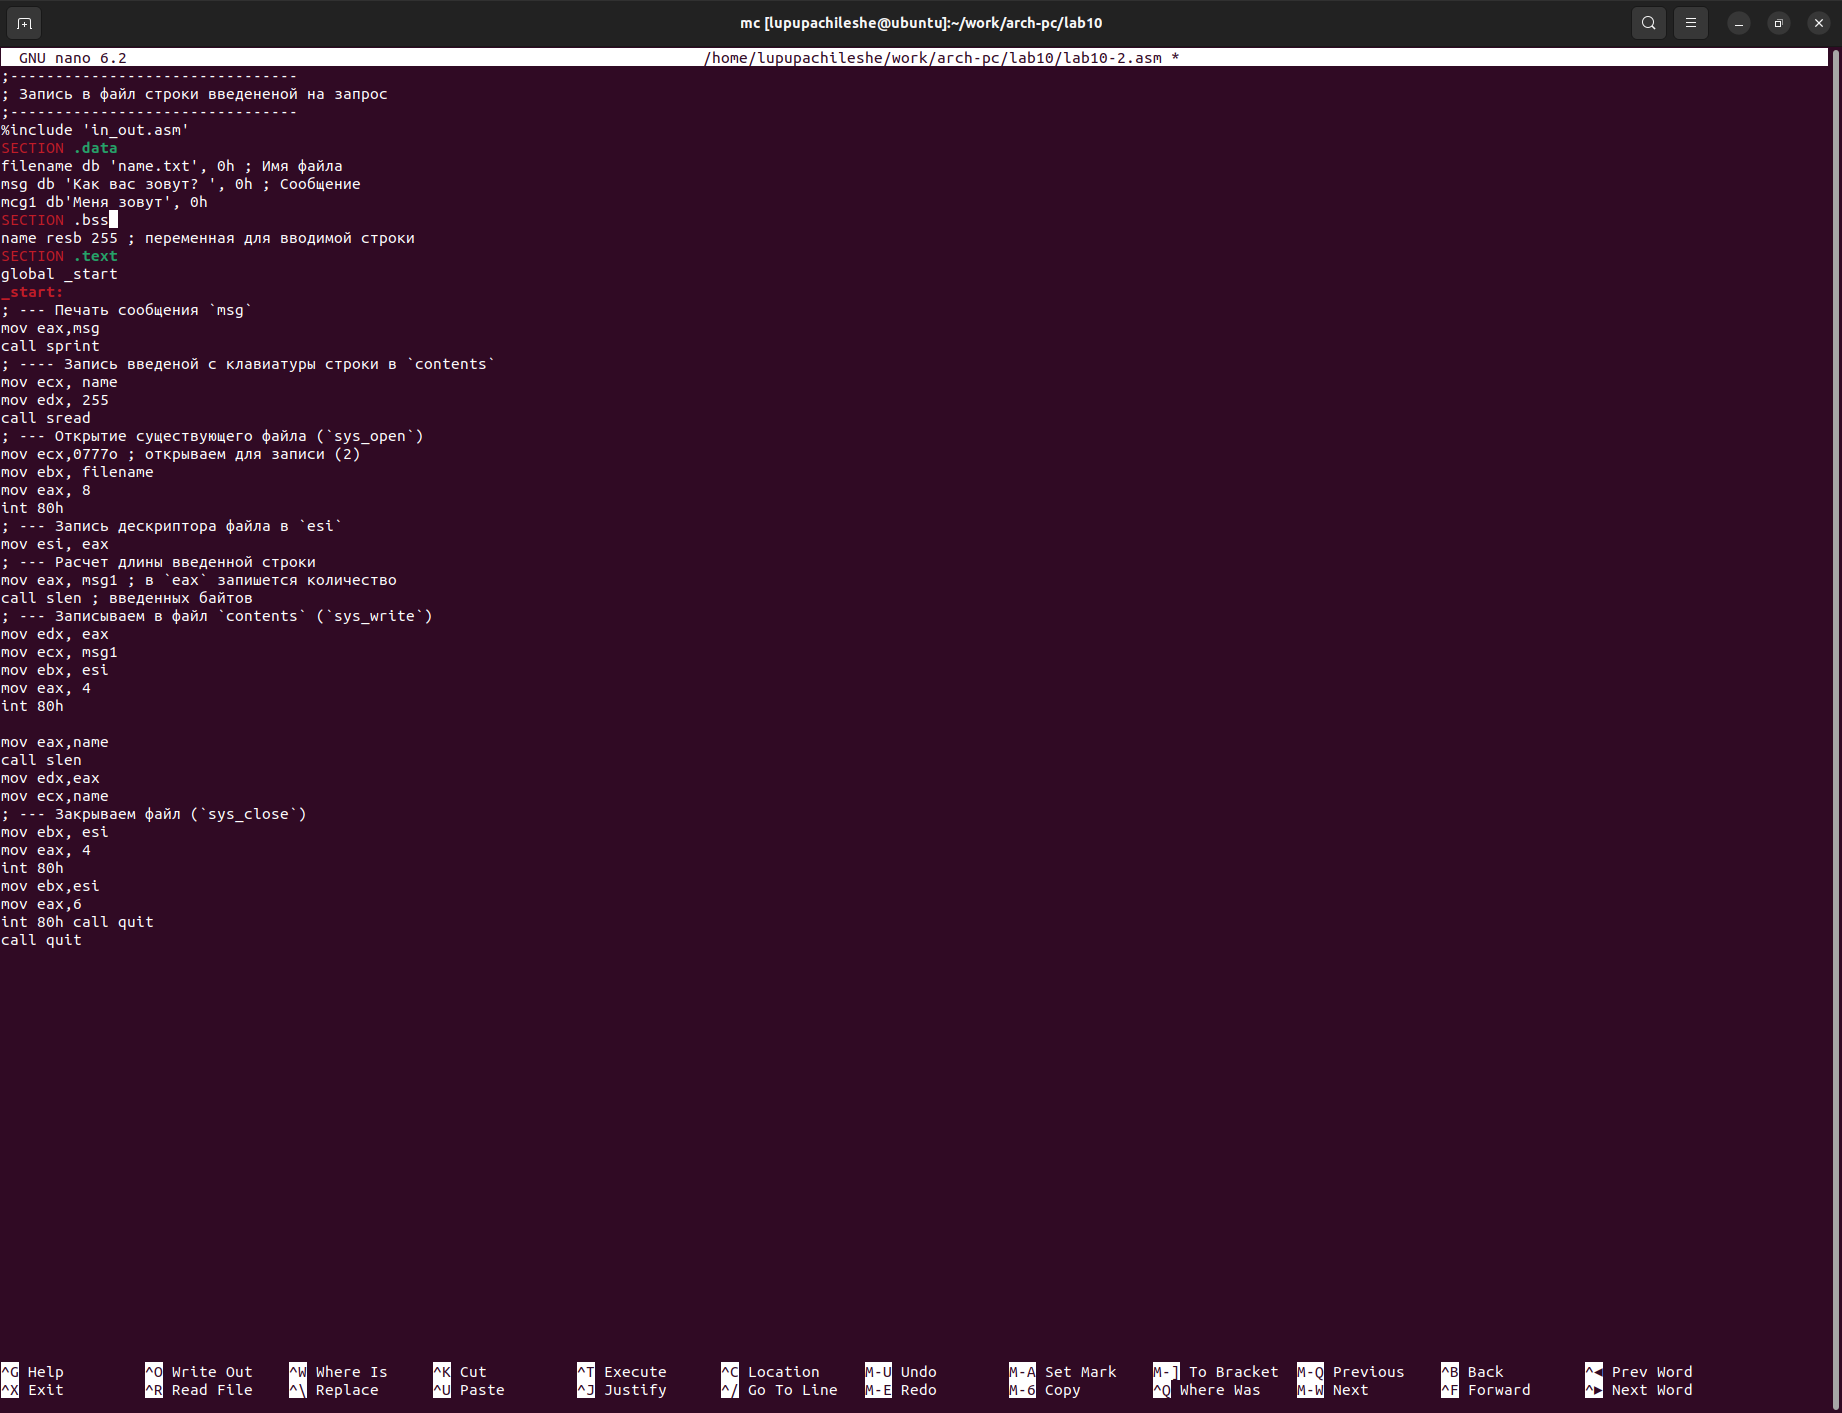 mc [lupupachileshe@ubuntu]:~/work/arch-pc/lab10
GNU nano 6.2 /home/lupupachileshe/work/arch-pc/lab10/lab10-2.asm *
;--------------------------------
; Запись в файл строки введененой на запрос
;--------------------------------
%include 'in_out.asm'
SECTION .data
filename db 'name.txt', 0h ; Имя файла
msg db 'Как вас зовут? ', 0h ; Сообщение
mcg1 db'Меня зовут', 0h
SECTION .bss
name resb 255 ; переменная для вводимой строки
SECTION .text
global _start
_start:
; --- Печать сообщения `msg`
mov eax,msg
call sprint
; ---- Запись введеной с клавиатуры строки в `contents`
mov ecx, name
mov edx, 255
call sread
; --- Открытие существующего файла (`sys_open`)
mov ecx,0777o ; открываем для записи (2)
mov ebx, filename
mov eax, 8
int 80h
; --- Запись дескриптора файла в `esi`
mov esi, eax
; --- Расчет длины введенной строки
mov eax, msg1 ; в `eax` запишется количество
call slen ; введенных байтов
; --- Записываем в файл `contents` (`sys_write`)
mov edx, eax
mov ecx, msg1
mov ebx, esi
mov eax, 4
int 80h
mov eax,name
call slen
mov edx,eax
mov ecx,name
; --- Закрываем файл (`sys_close`)
mov ebx, esi
mov eax, 4
int 80h
mov ebx,esi
mov eax,6
int 80h call quit
call quit
^G Help ^O Write Out ^W Where Is ^K Cut ^T Execute ^C Location M-U Undo M-A Set Mark M-] To Bracket M-Q Previous ^B Back ^◀ Prev Word
^X Exit ^R Read File ^\ Replace ^U Paste ^J Justify ^/ Go To Line M-E Redo M-6 Copy ^Q Where Was M-W Next ^F Forward ^▶ Next Word